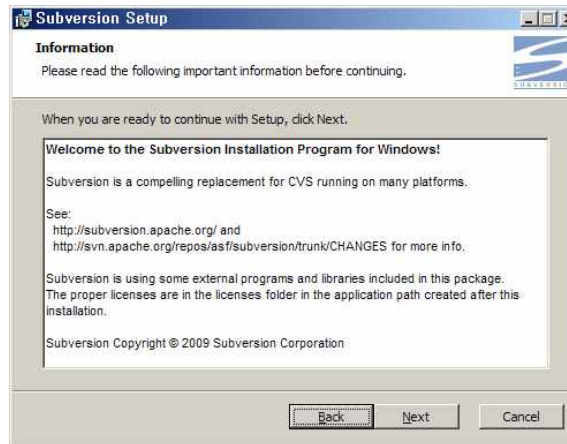 Subversion Setup
Information
Please read the following important information before continuing.
SUBVERSION
When you are ready to continue with Setup, click Next.
Welcome to the Subversion Installation Program for Windows!
Subversion is a compelling replacement for CVS running on many platforms.
See:
http://subversion.apache.org/ and
http://svn.apache.org/repos/asf/subversion/trunk/CHANGES for more info.
Subversion is using some external programs and libraries included in this package.
The proper licenses are in the licenses folder in the application path created after this
installation.
Subversion Copyright © 2009 Subversion Corporation
Back Next Cancel